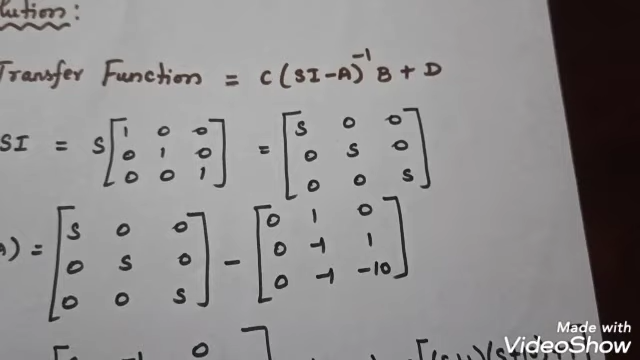 lution:
Transfer Function = C(SI-A)⁻¹ B + D
SI = S [1 0 0; 0 1 0; 0 0 1] = [S 0 0; 0 S 0; 0 0 S]
A) = [S 0 0; 0 S 0; 0 0 S] - [0 1 0; 0 -1 1; 0 -1 -10]
-1 0
Made with
VideoShow